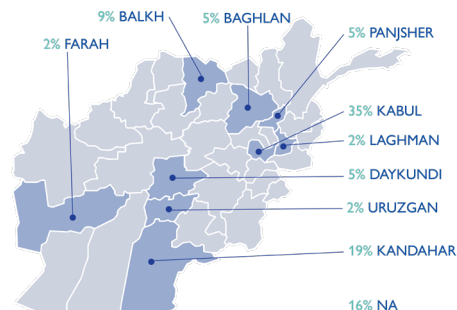 9% BALKH
5% BAGHLAN
2% FARAH
5% PANJSHER
35% KABUL
2% LAGHMAN
5% DAYKUNDI
2% URUZGAN
19% KANDAHAR
16% NA